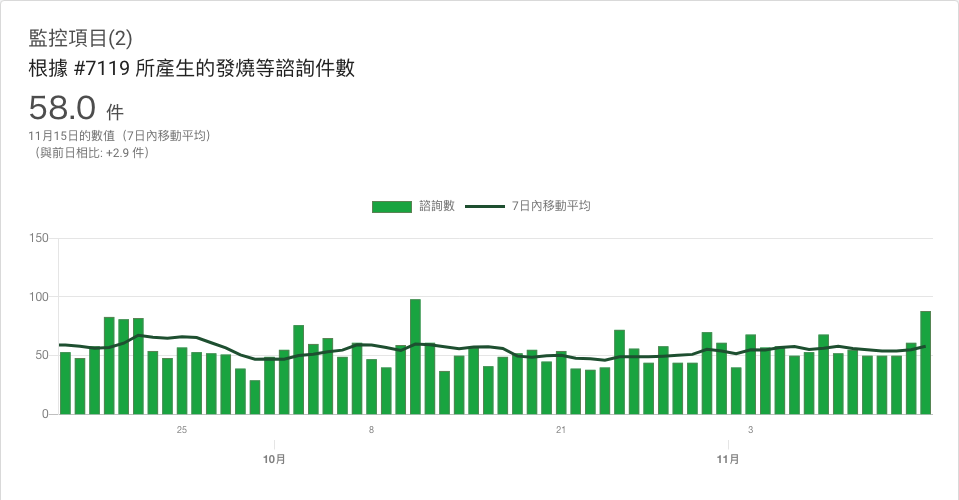 監控項目(2)
根據 #7119 所產生的發燒等諮詢件數
58.0 件
11月15日的數值（7日內移動平均）
（與前日相比: +2.9 件）
諮詢數 7日內移動平均
150
100
50
0
25 8 21 3
10月 11月